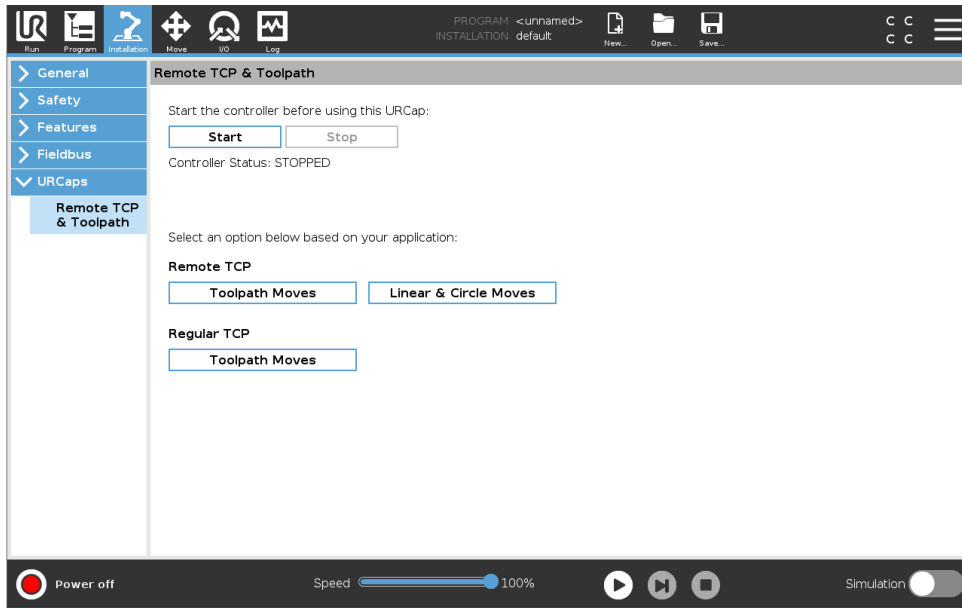 UR
PROGRAM <unnamed>
INSTALLATION default
C C
C C
Run Program Installation Move I/O Log New... Open... Save...
General
Remote TCP & Toolpath
Safety
Start the controller before using this URCap:
Features
Start Stop
Fieldbus
Controller Status: STOPPED
URCaps
Remote TCP
& Toolpath
Select an option below based on your application:
Remote TCP
Toolpath Moves Linear & Circle Moves
Regular TCP
Toolpath Moves
Power off Speed 100% Simulation